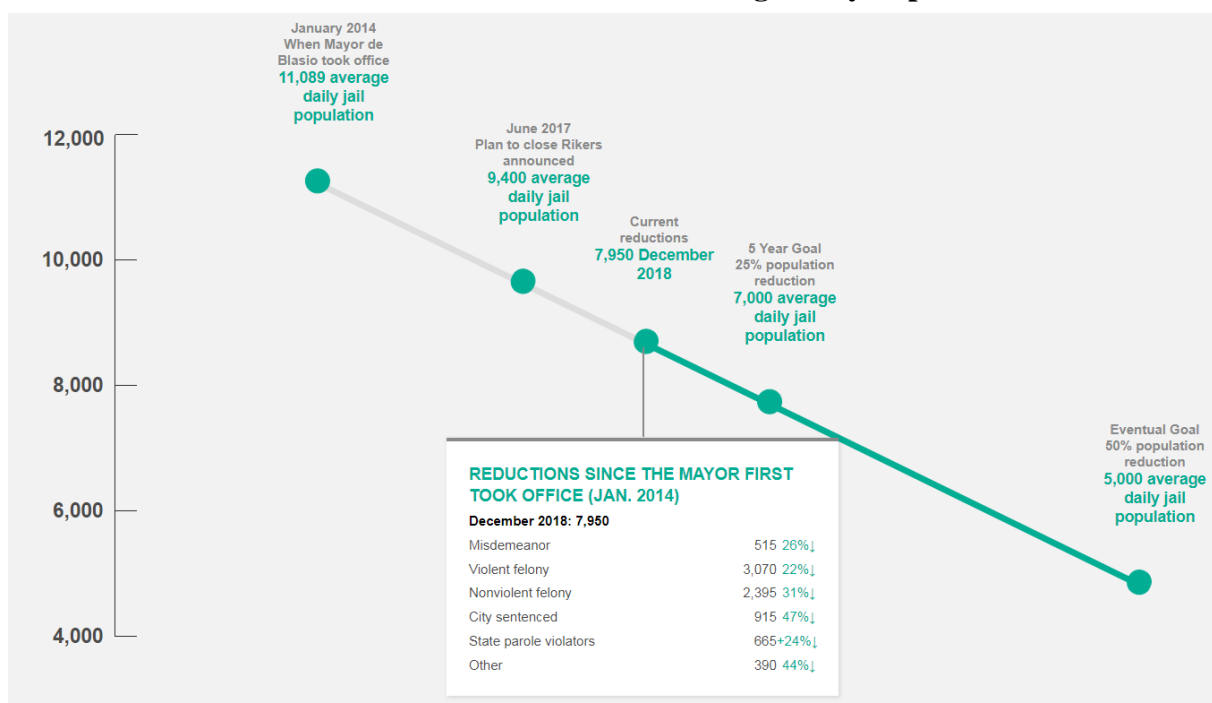 January 2014
When Mayor de
Blasio took office
11,089 average
daily jail
population
June 2017
Plan to close Rikers
announced
9,400 average
daily jail
population
Current
reductions
7,950 December
2018
5 Year Goal
25% population
reduction
7,000 average
daily jail
population
Eventual Goal
50% population
reduction
5,000 average
daily jail
population
12,000
10,000
8,000
6,000
4,000
REDUCTIONS SINCE THE MAYOR FIRST
TOOK OFFICE (JAN. 2014)
December 2018: 7,950
Misdemeanor 515 26%↓
Violent felony 3,070 22%↓
Nonviolent felony 2,395 31%↓
City sentenced 915 47%↓
State parole violators 665+24%↓
Other 390 44%↓